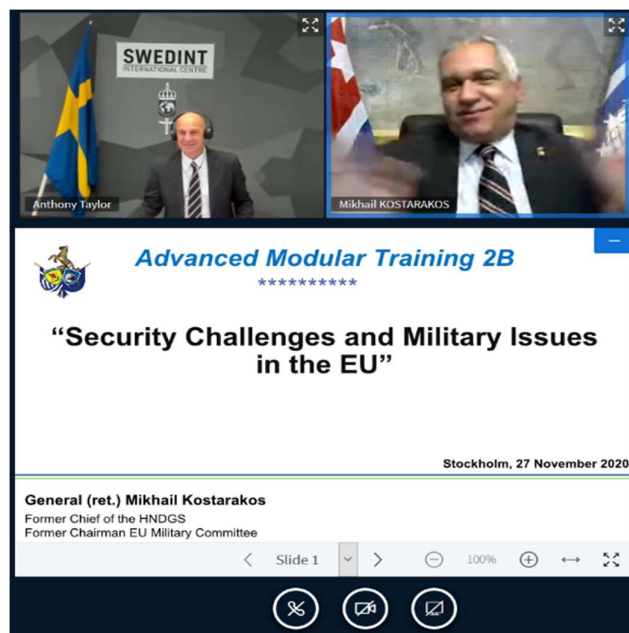 SWEDINT
INTERNATIONAL CENTRE
Anthony Taylor
Mikhail KOSTARAKOS
Advanced Modular Training 2B
**********
“Security Challenges and Military Issues
in the EU”
Stockholm, 27 November 2020
General (ret.) Mikhail Kostarakos
Former Chief of the HNDGS
Former Chairman EU Military Committee
Slide 1
100%